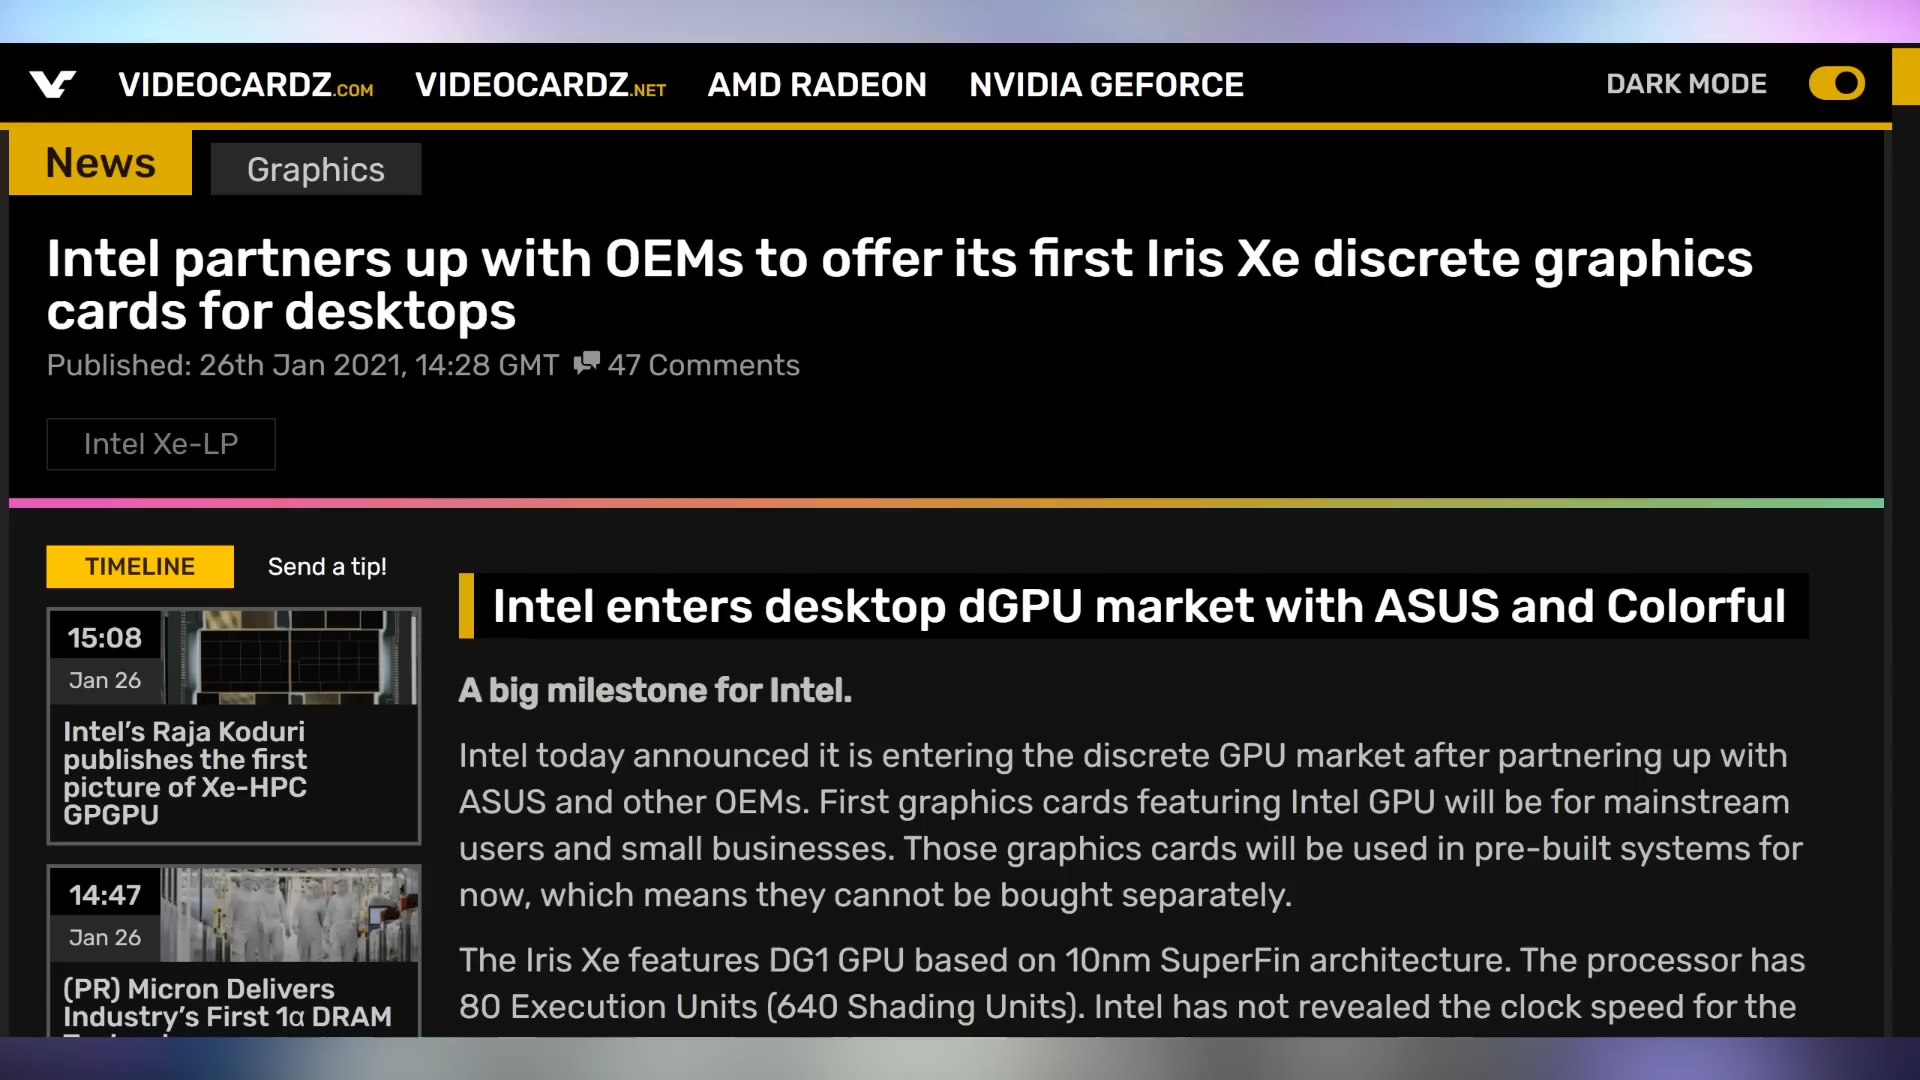 VIDEOCARDZ.COM VIDEOCARDZ.NET AMD RADEON NVIDIA GEFORCE DARK MODE
News Graphics
Intel partners up with OEMs to offer its first Iris Xe discrete graphics
cards for desktops
Published: 26th Jan 2021, 14:28 GMT 47 Comments
Intel Xe-LP
TIMELINE Send a tip!
15:08
Jan 26
Intel's Raja Koduri
publishes the first
picture of Xe-HPC
GPGPU
14:47
Jan 26
(PR) Micron Delivers
Industry's First 1α DRAM
Intel enters desktop dGPU market with ASUS and Colorful
A big milestone for Intel.
Intel today announced it is entering the discrete GPU market after partnering up with
ASUS and other OEMs. First graphics cards featuring Intel GPU will be for mainstream
users and small businesses. Those graphics cards will be used in pre-built systems for
now, which means they cannot be bought separately.
The Iris Xe features DG1 GPU based on 10nm SuperFin architecture. The processor has
80 Execution Units (640 Shading Units). Intel has not revealed the clock speed for the